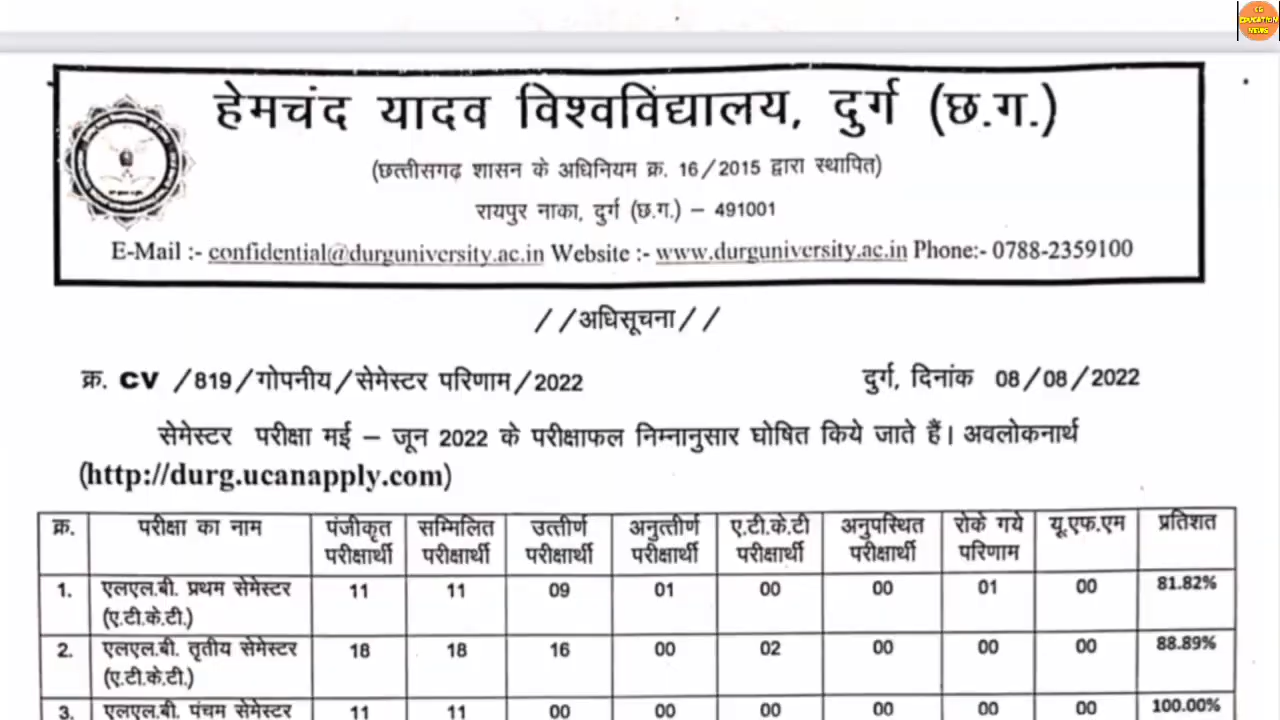 CG
EDUCATION
NEWS
हेमचंद यादव विश्वविद्यालय, दुर्ग (छ.ग.)
(छत्तीसगढ़ शासन के अधिनियम क्र. 16/2015 द्वारा स्थापित)
रायपुर नाका, दुर्ग (छ.ग.) – 491001
E-Mail :- confidential@durguniversity.ac.in Website :- www.durguniversity.ac.in Phone:- 0788-2359100
//अधिसूचना//
क्र. CV /819/गोपनीय/सेमेस्टर परिणाम/2022 दुर्ग, दिनांक 08/08/2022
सेमेस्टर परीक्षा मई – जून 2022 के परीक्षाफल निम्नानुसार घोषित किये जाते हैं। अवलोकनार्थ
(http://durg.ucanapply.com)
क्र. परीक्षा का नाम पंजीकृत सम्मिलित उत्तीर्ण अनुत्तीर्ण ए.टी.के.टी अनुपस्थित रोके गये यू.एफ.एम प्रतिशत
परीक्षार्थी परीक्षार्थी परीक्षार्थी परीक्षार्थी परीक्षार्थी परीक्षार्थी परिणाम
1. एलएल.बी. प्रथम सेमेस्टर 11 11 09 01 00 00 01 00 81.82%
(ए.टी.के.टी.)
2. एलएल.बी. तृतीय सेमेस्टर 18 18 16 00 02 00 00 00 88.89%
(ए.टी.के.टी.)
3. एलएल.बी. पंचम सेमेस्टर 11 11 00 00 00 00 00 00 100.00%